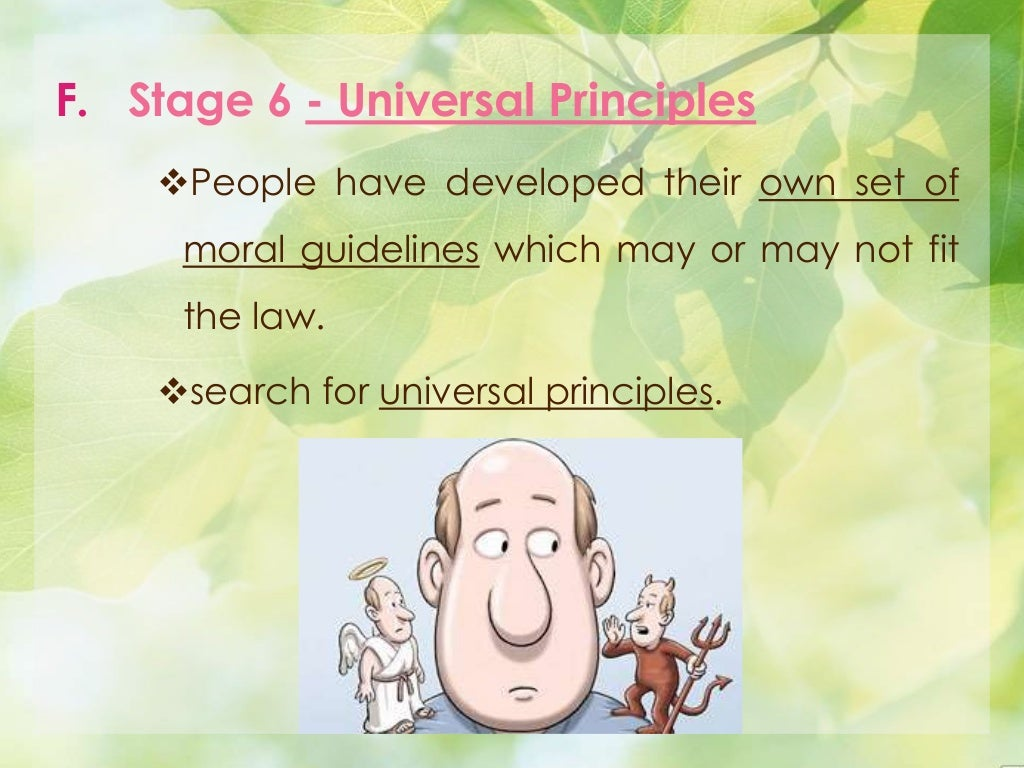 F. Stage 6 - Universal Principles
❖People have developed their own set of
moral guidelines which may or may not fit
the law.
❖search for universal principles.